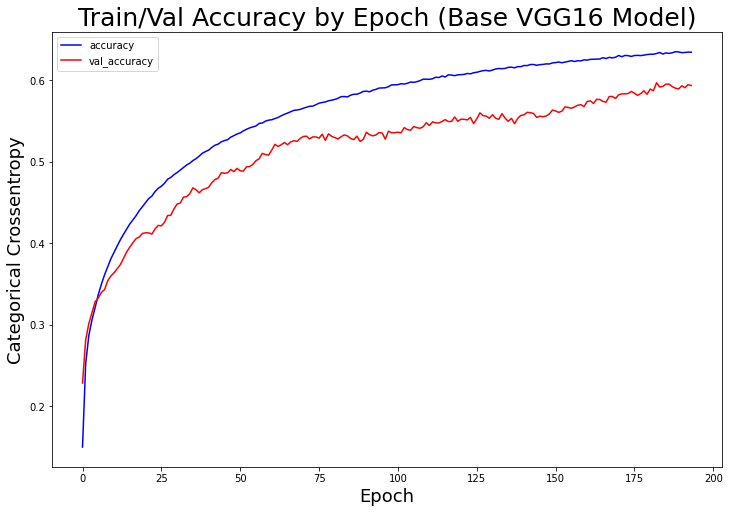 Train/Val Accuracy by Epoch (Base VGG16 Model)
accuracy
val_accuracy
Categorical Crossentropy
0.6
0.5
0.4
0.3
0.2
0
25
50
75
100
125
150
175
200
Epoch